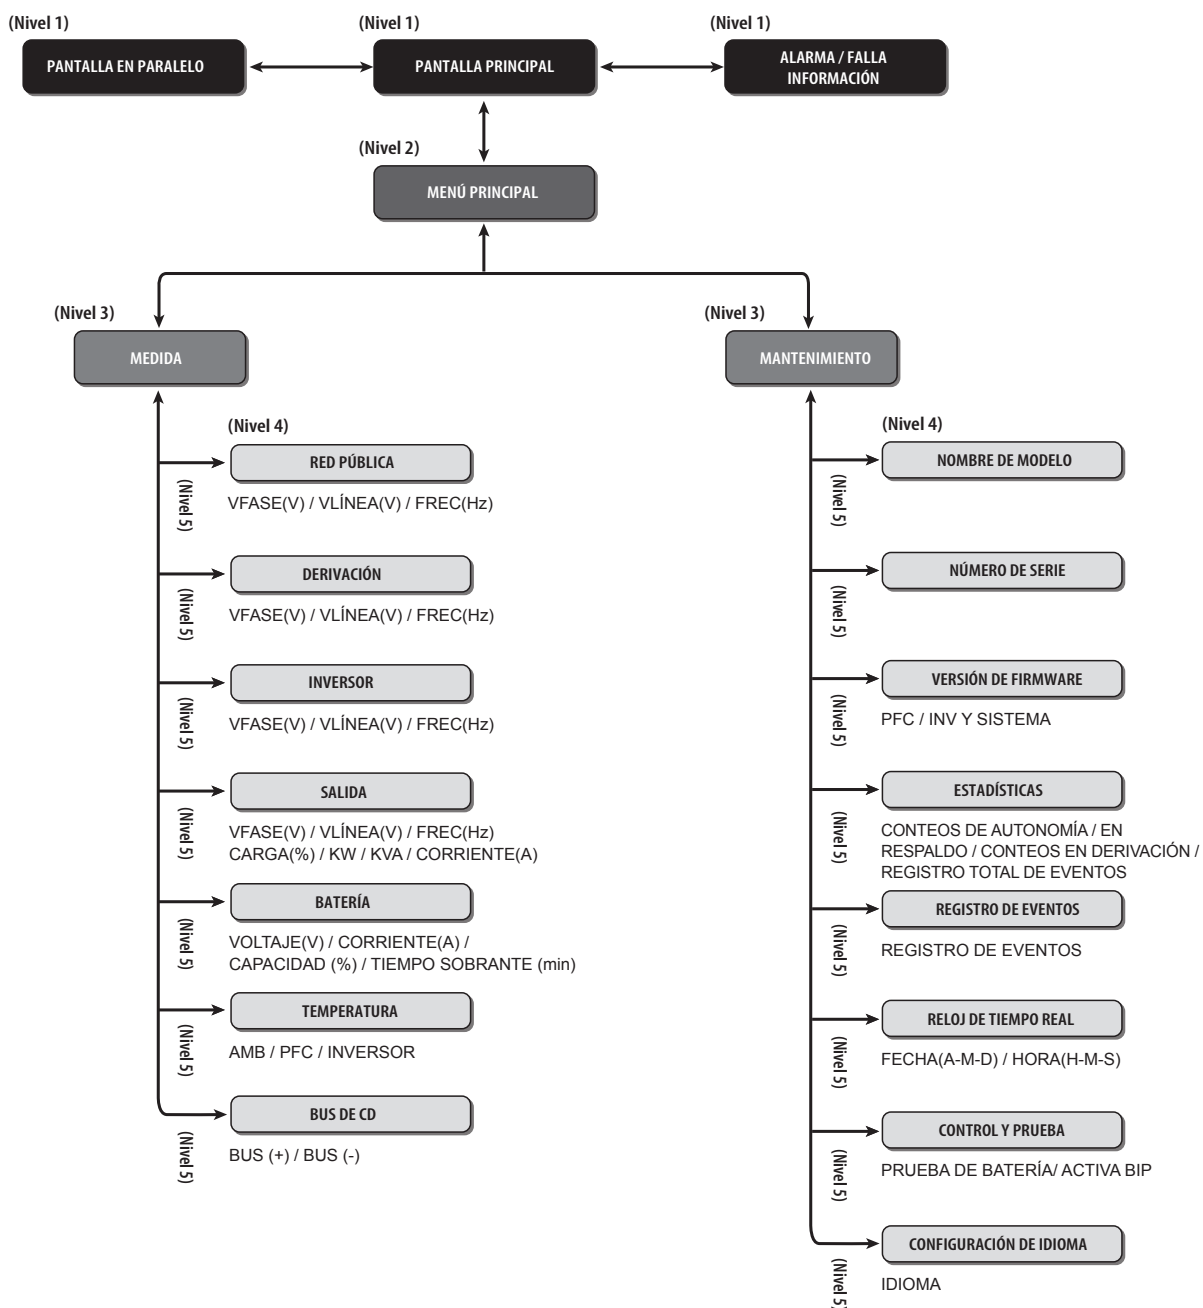 (Nivel 1)
PANTALLA EN PARALELO
(Nivel 1)
PANTALLA PRINCIPAL
(Nivel 1)
ALARMA / FALLA
INFORMACIÓN
(Nivel 2)
MENÚ PRINCIPAL
(Nivel 3)
MEDIDA
(Nivel 4)
RED PÚBLICA
(Nivel 5)
VFASE(V) / VLÍNEA(V) / FREC(Hz)
DERIVACIÓN
(Nivel 5)
VFASE(V) / VLÍNEA(V) / FREC(Hz)
INVERSOR
(Nivel 5)
VFASE(V) / VLÍNEA(V) / FREC(Hz)
SALIDA
(Nivel 5)
VFASE(V) / VLÍNEA(V) / FREC(Hz)
CARGA(%) / KW / KVA / CORRIENTE(A)
BATERÍA
(Nivel 5)
VOLTAJE(V) / CORRIENTE(A) /
CAPACIDAD (%) / TIEMPO SOBRANTE (min)
TEMPERATURA
(Nivel 5)
AMB / PFC / INVERSOR
BUS DE CD
(Nivel 5)
BUS (+) / BUS (-)
(Nivel 3)
MANTENIMIENTO
(Nivel 4)
NOMBRE DE MODELO
(Nivel 5)
NÚMERO DE SERIE
(Nivel 5)
VERSIÓN DE FIRMWARE
(Nivel 5)
PFC / INV Y SISTEMA
ESTADÍSTICAS
(Nivel 5)
CONTEOS DE AUTONOMÍA / EN
RESPALDO / CONTEOS EN DERIVACIÓN /
REGISTRO TOTAL DE EVENTOS
REGISTRO DE EVENTOS
(Nivel 5)
REGISTRO DE EVENTOS
RELOJ DE TIEMPO REAL
(Nivel 5)
FECHA(A-M-D) / HORA(H-M-S)
CONTROL Y PRUEBA
(Nivel 5)
PRUEBA DE BATERÍA/ ACTIVA BIP
CONFIGURACIÓN DE IDIOMA
(Nivel 5)
IDIOMA